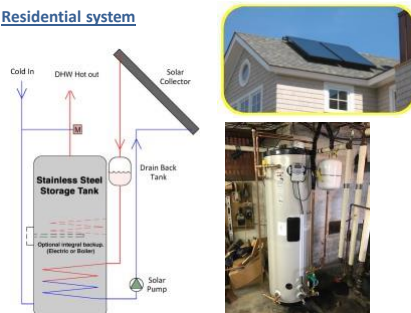 Residential system
Cold In
DHW Hot out
Solar
Collector
M
Drain Back
Tank
Stainless Steel
Storage Tank
Optional integral backup.
(Electric or Boiler)
Solar
Pump